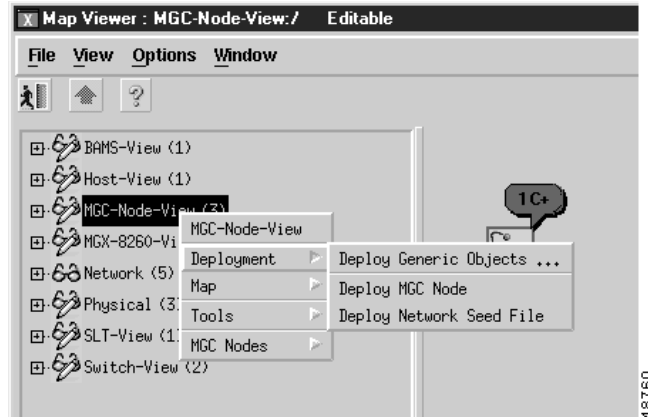 Map Viewer : MGC-Node-View:/ Editable
File View Options Window
?
BAMS-View (1)
Host-View (1)
MGC-Node-View (3)
MGX-8260-Vi
Network (5)
Physical (3
SLT-View (1
Switch-View (2)
MGC-Node-View
Deployment
Map
Tools
MGC Nodes
Deploy Generic Objects ...
Deploy MGC Node
Deploy Network Seed File
1C+
48760